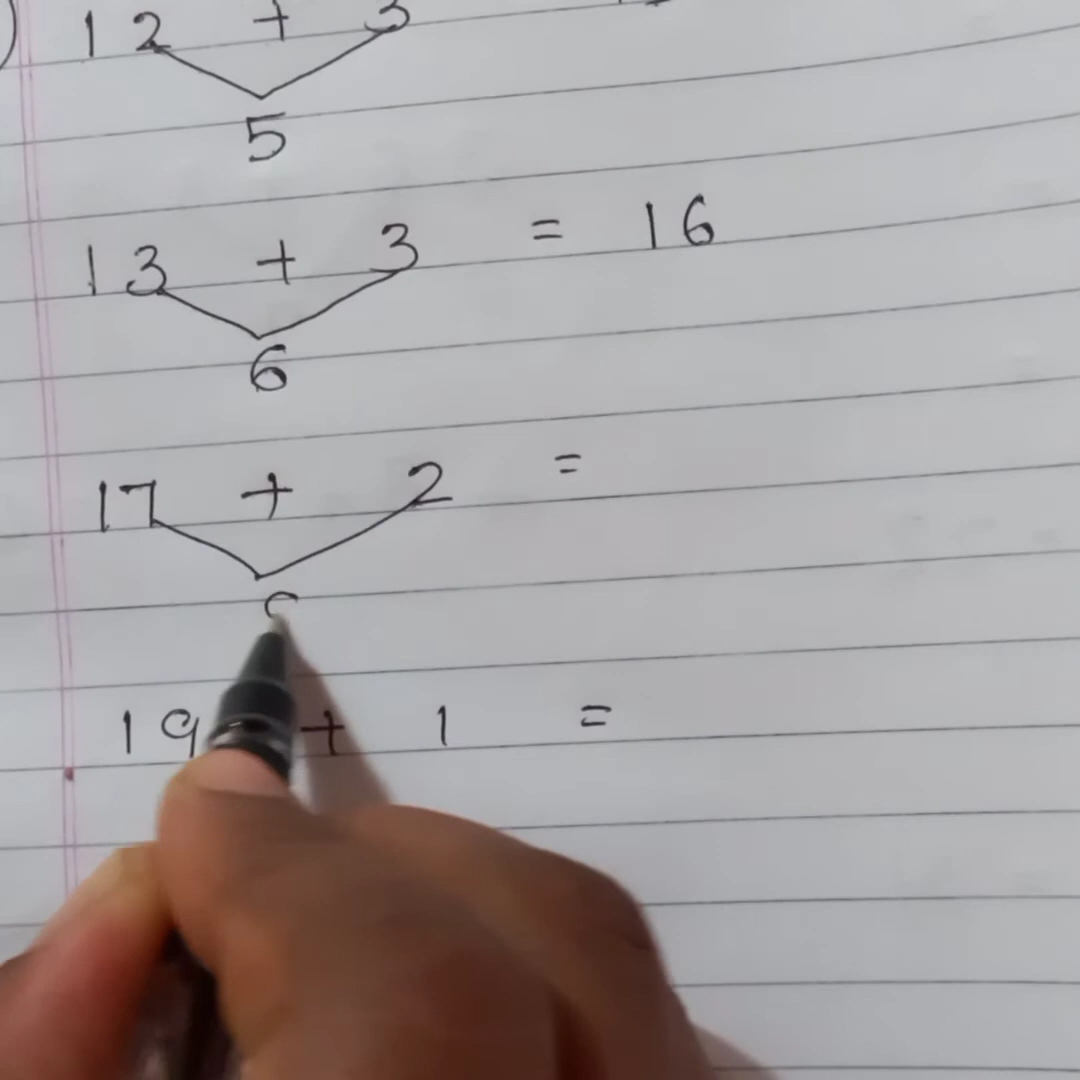 12 + 3
5
13 + 3 = 16
6
17 + 2 =
19 + 1 =